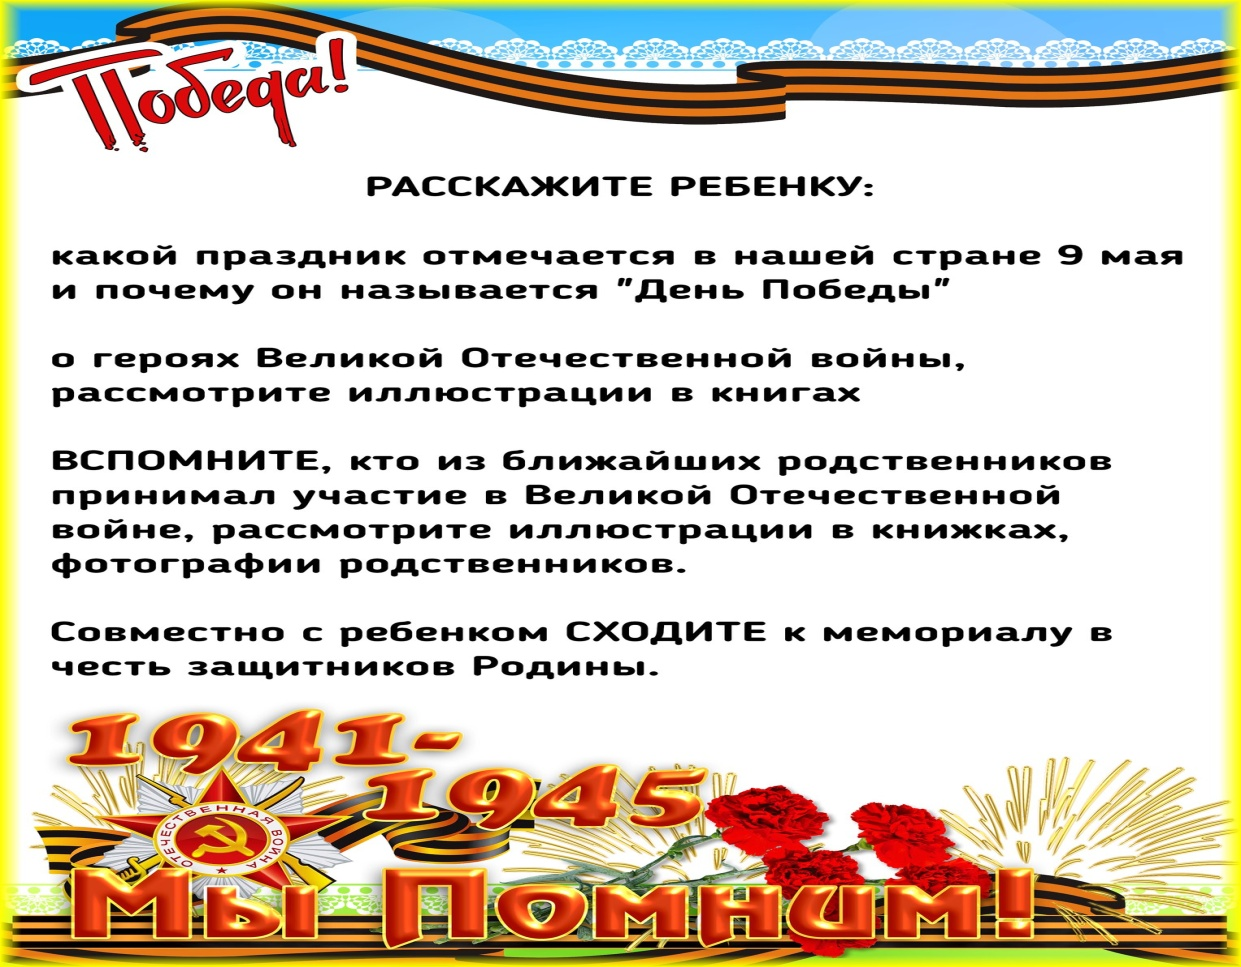 Победа!
РАССКАЖИТЕ РЕБЕНКУ:
какой праздник отмечается в нашей стране 9 мая
и почему он называется "День Победы"
о героях Великой Отечественной войны,
рассмотрите иллюстрации в книгах
ВСПОМНИТЕ, кто из ближайших родственников
принимал участие в Великой Отечественной
войне, рассмотрите иллюстрации в книжках,
фотографии родственников.
Совместно с ребенком СХОДИТЕ к мемориалу в
честь защитников Родины.
1941-
1945
ОТЕЧЕСТВЕННАЯ ВОЙНА
Мы Помним!